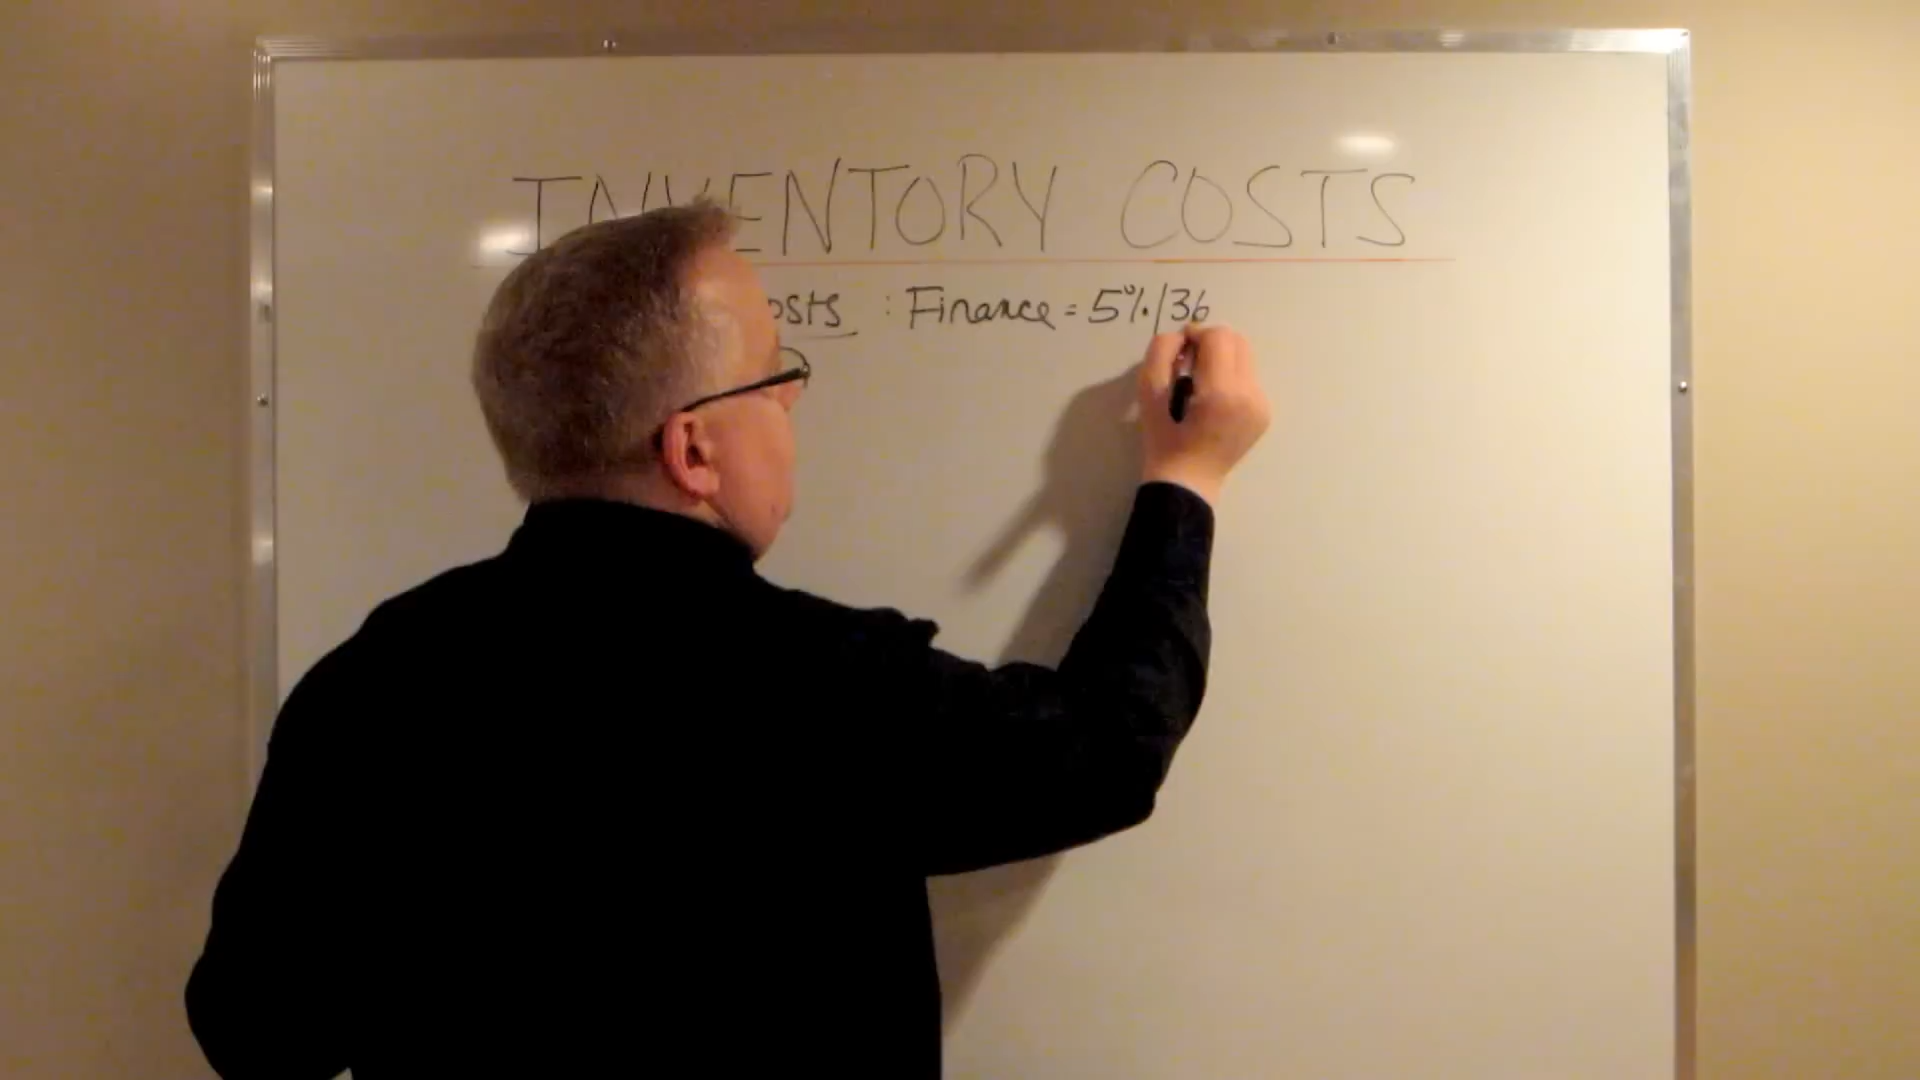 INVENTORY COSTS
osts : Finance = 5%/36